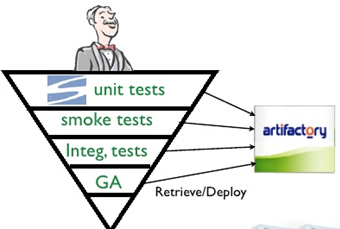 unit tests
smoke tests
Integ, tests
GA
Retrieve/Deploy
artifactory